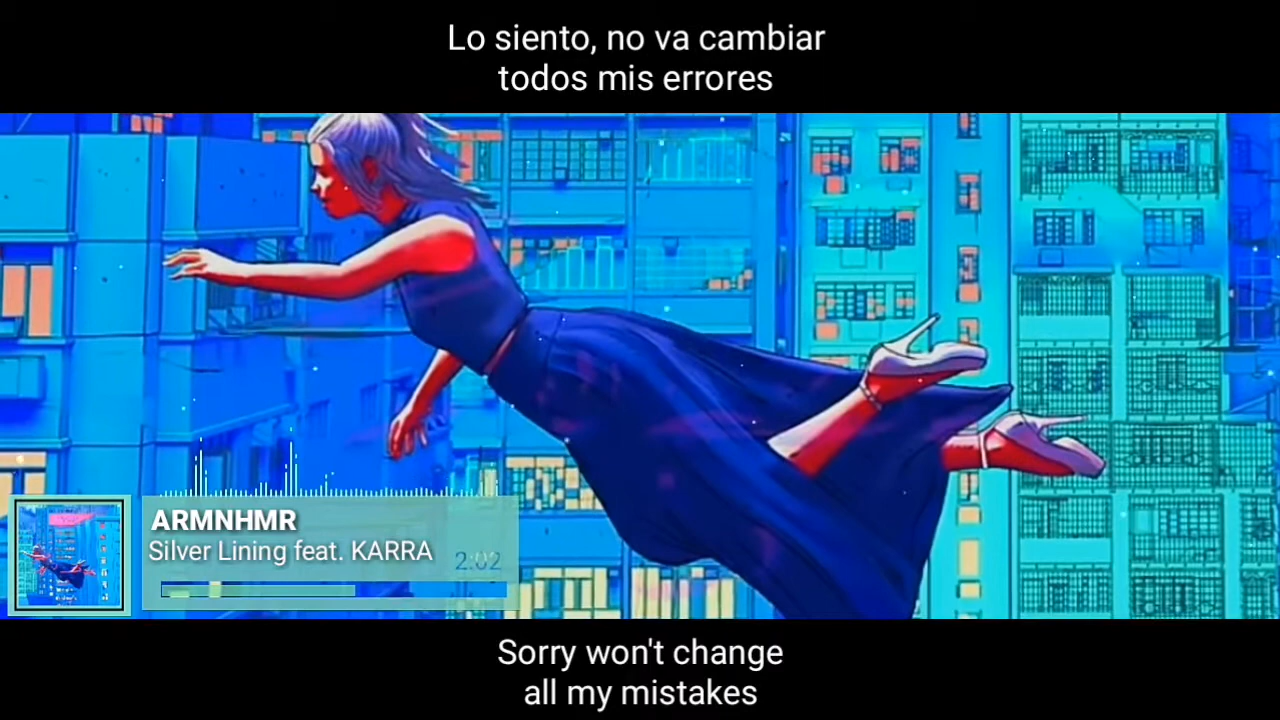 Lo siento, no va cambiar
todos mis errores
ARMNHMR
Silver Lining feat. KARRA
2:02
Sorry won't change
all my mistakes